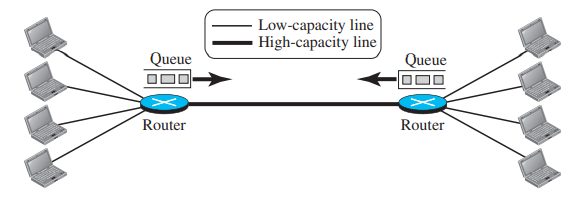 Low-capacity line
High-capacity line
Queue
Queue
Router
Router